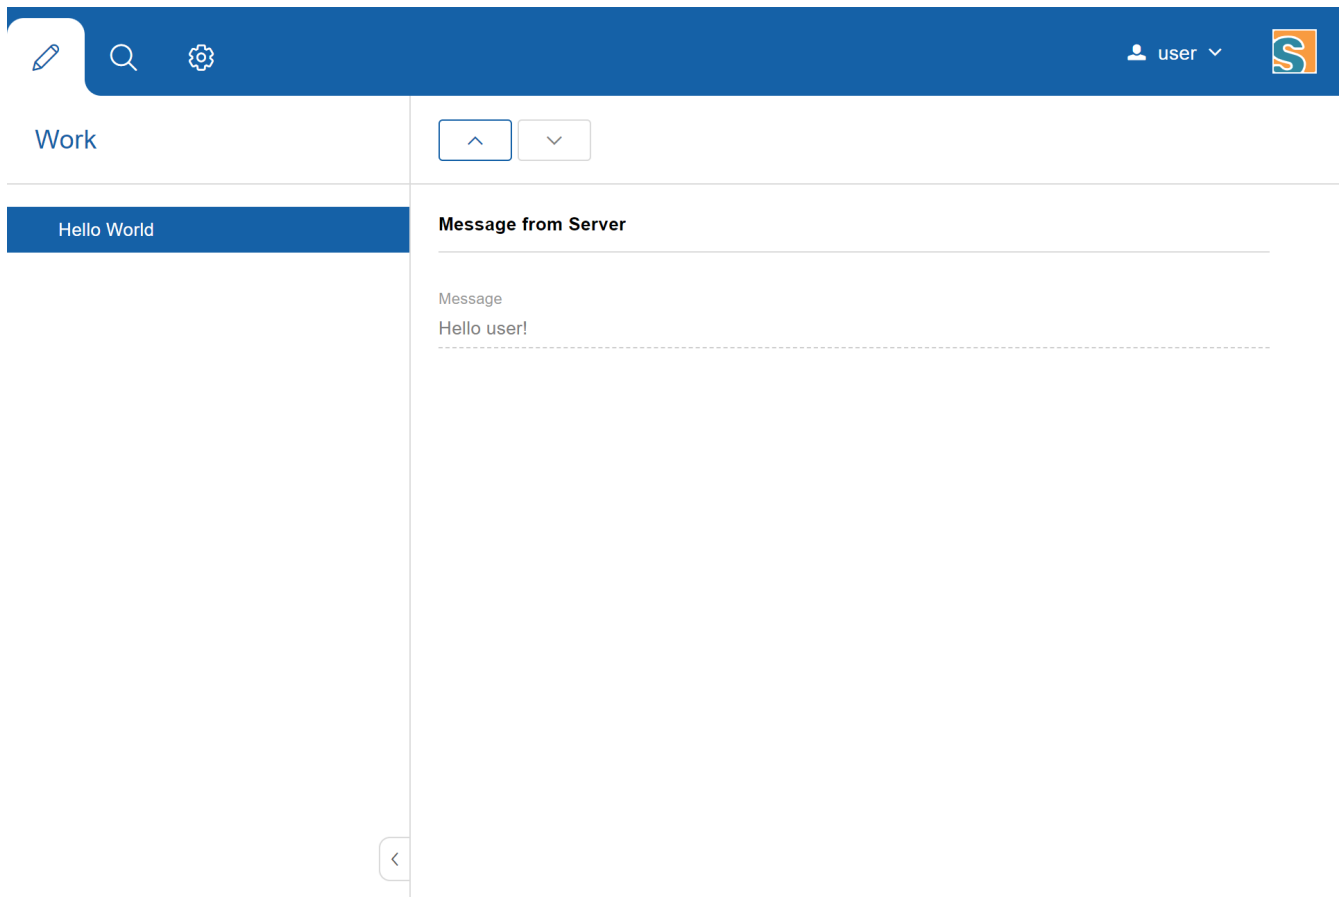 user
Work
Hello World
Message from Server
Message
Hello user!